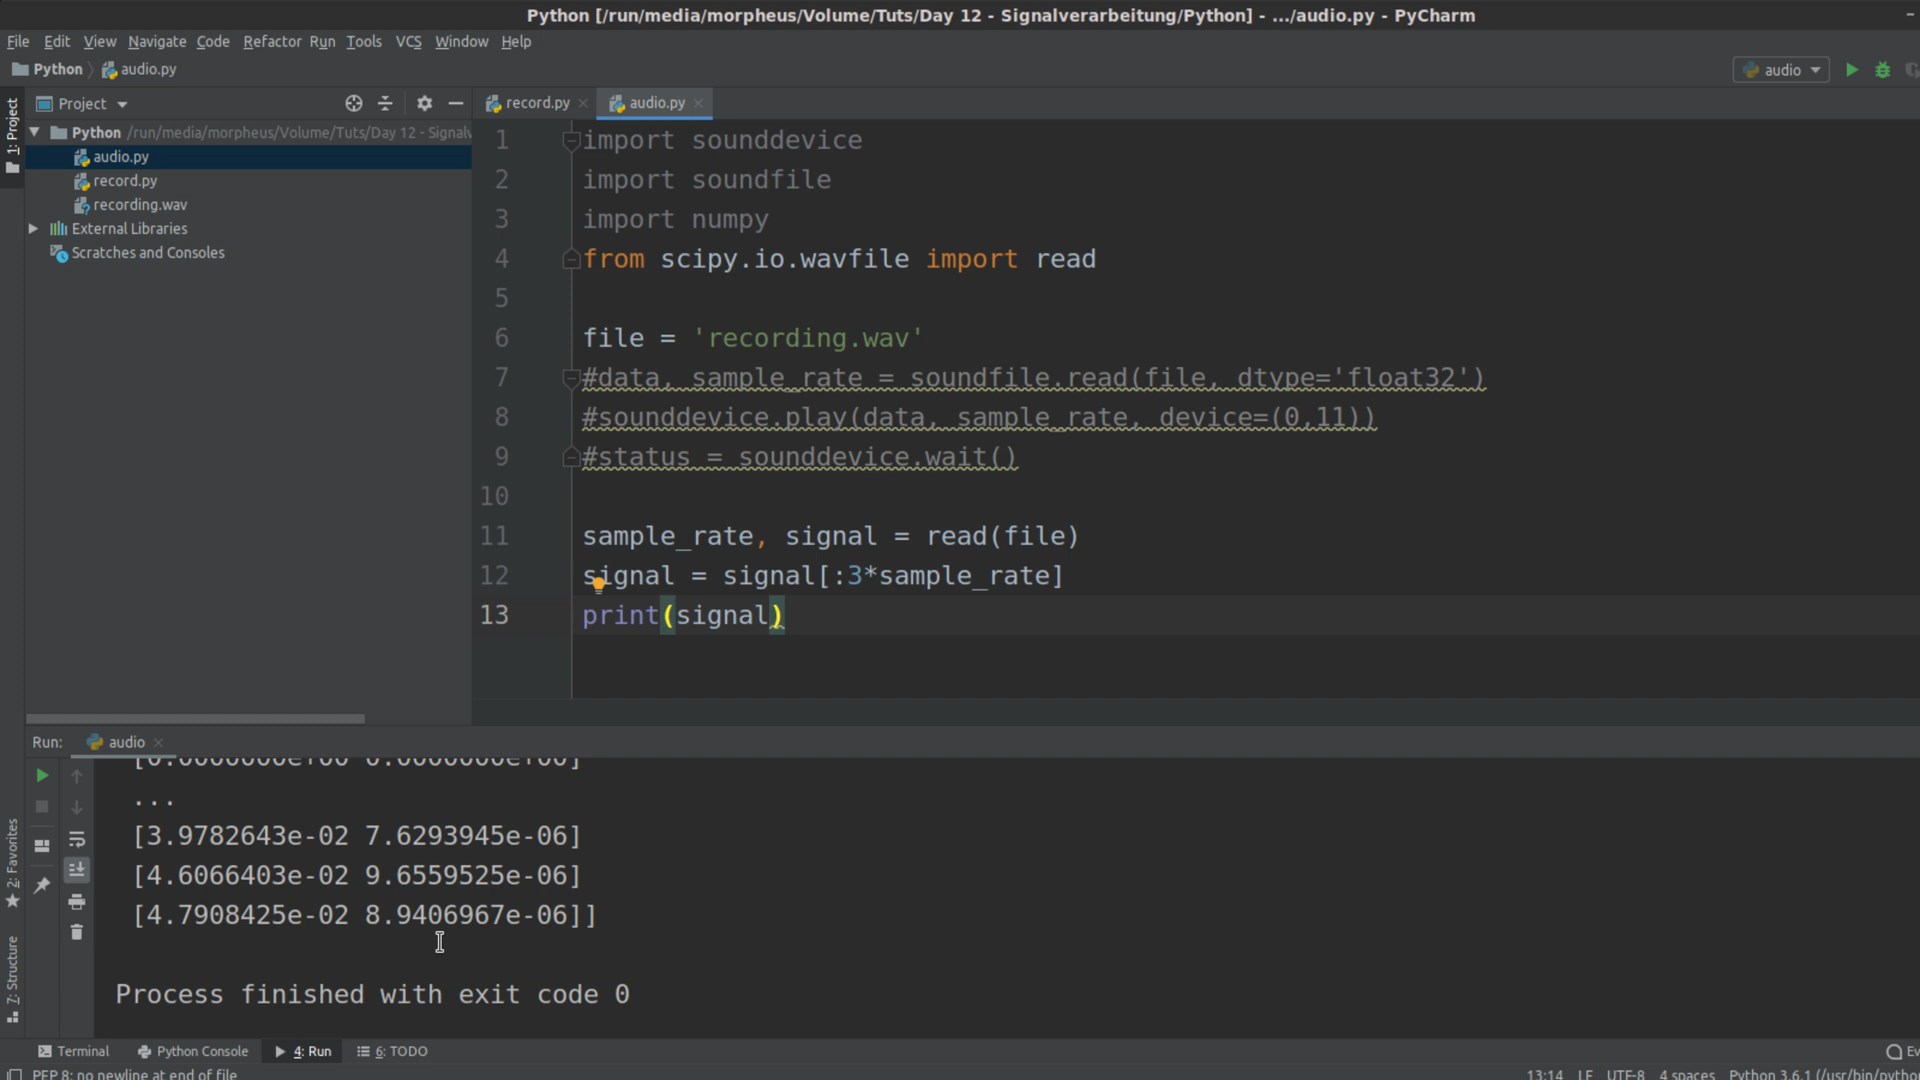 Python [/run/media/morpheus/Volume/Tuts/Day 12 - Signalverarbeitung/Python] - .../audio.py - PyCharm
File Edit View Navigate Code Refactor Run Tools VCS Window Help
Python audio.py
audio
1: Project
Project
record.py
audio.py
Python /run/media/morpheus/Volume/Tuts/Day 12 - Signalv
audio.py
record.py
recording.wav
External Libraries
Scratches and Consoles
1 import sounddevice
2 import soundfile
3 import numpy
4 from scipy.io.wavfile import read
5
6 file = 'recording.wav'
7 #data, sample_rate = soundfile.read(file, dtype='float32')
8 #sounddevice.play(data, sample_rate, device=(0,11))
9 #status = sounddevice.wait()
10
11 sample_rate, signal = read(file)
12 signal = signal[:3*sample_rate]
13 print(signal)
Run: audio
[0.0000000e+00 0.0000000e+00]
...
[3.9782643e-02 7.6293945e-06]
[4.6066403e-02 9.6559525e-06]
[4.7908425e-02 8.9406967e-06]]
Process finished with exit code 0
2: Favorites
7: Structure
Terminal Python Console 4: Run 6: TODO Ev
PEP 8: no newline at end of file
13:14 LF UTF-8 4 spaces Python 3.6.1 (/usr/bin/python